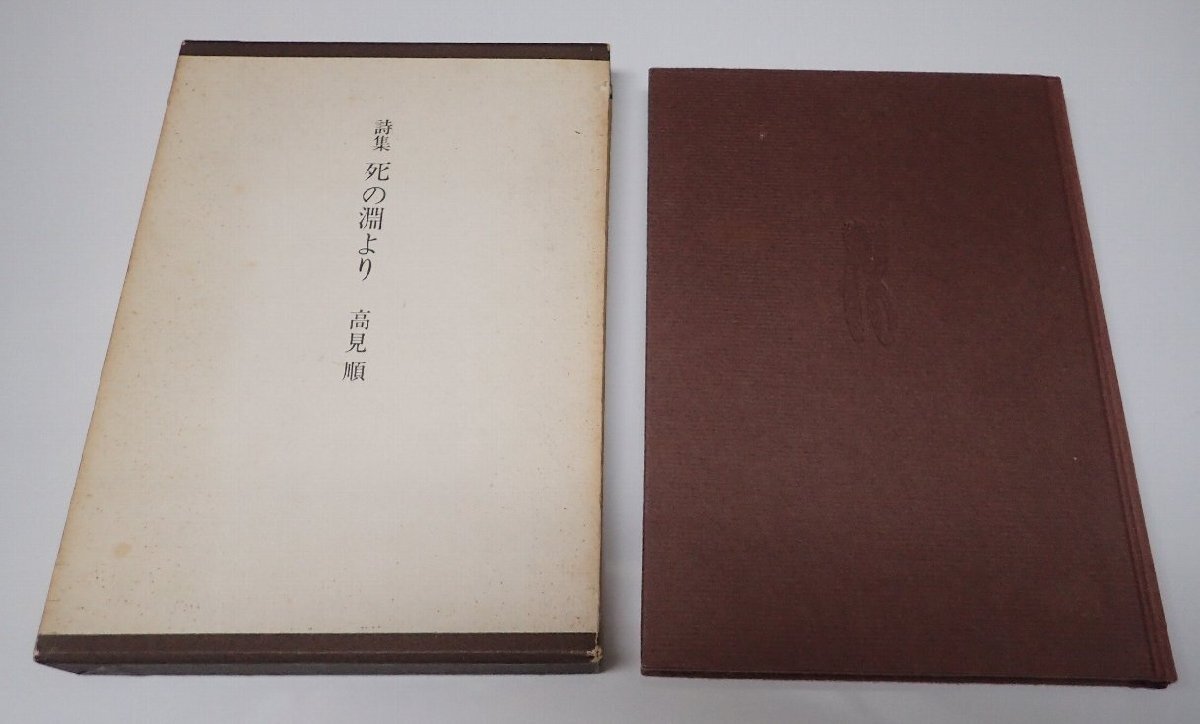 詩集 死の淵より 高見 順